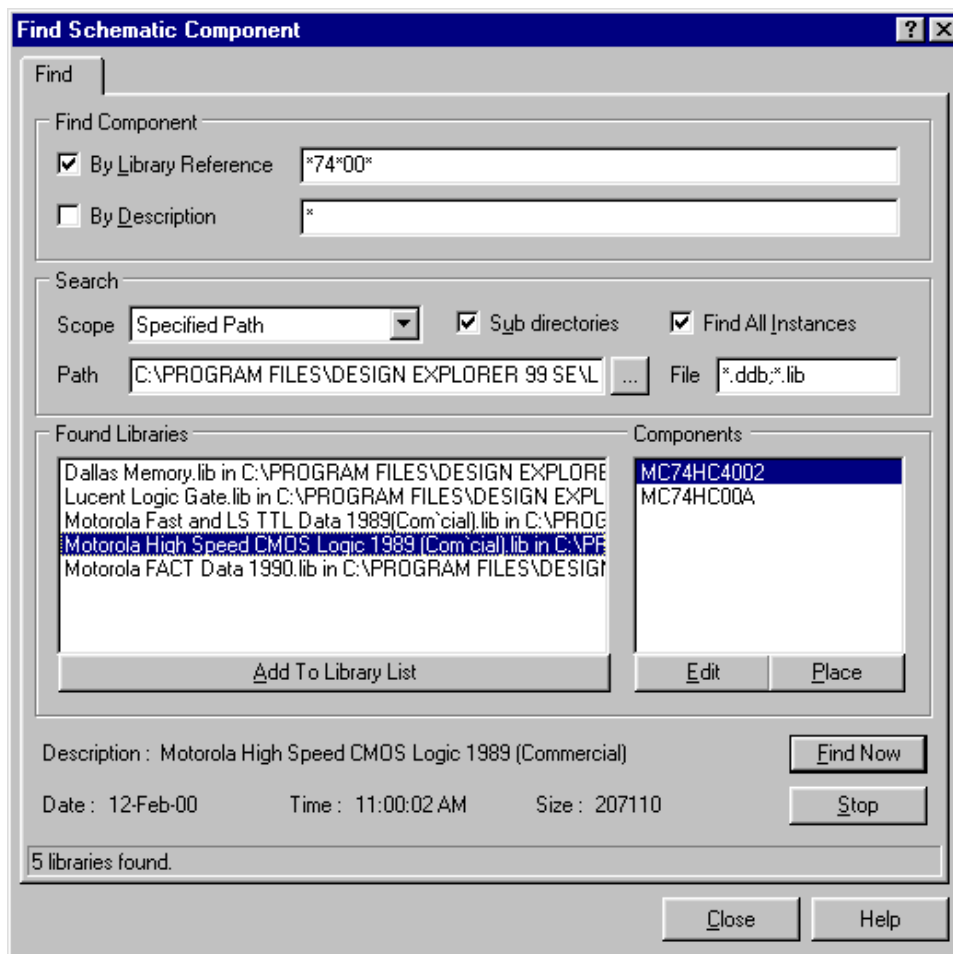 Find Schematic Component
Find
Find Component
By Library Reference *74*00*
By Description *
Search
Scope Specified Path Sub directories Find All Instances
Path C:\PROGRAM FILES\DESIGN EXPLORER 99 SE\L ... File *.ddb;*.lib
Found Libraries Components
Dallas Memory.lib in C:\PROGRAM FILES\DESIGN EXPLORE MC74HC4002
Lucent Logic Gate.lib in C:\PROGRAM FILES\DESIGN EXPL MC74HC00A
Motorola Fast and LS TTL Data 1989(Com`cial).lib in C:\PROG
Motorola High Speed CMOS Logic 1989 (Com`cial).lib in C:\PR
Motorola FACT Data 1990.lib in C:\PROGRAM FILES\DESIGN
Add To Library List Edit Place
Description : Motorola High Speed CMOS Logic 1989 (Commercial) Find Now
Date : 12-Feb-00 Time : 11:00:02 AM Size : 207110 Stop
5 libraries found.
Close Help